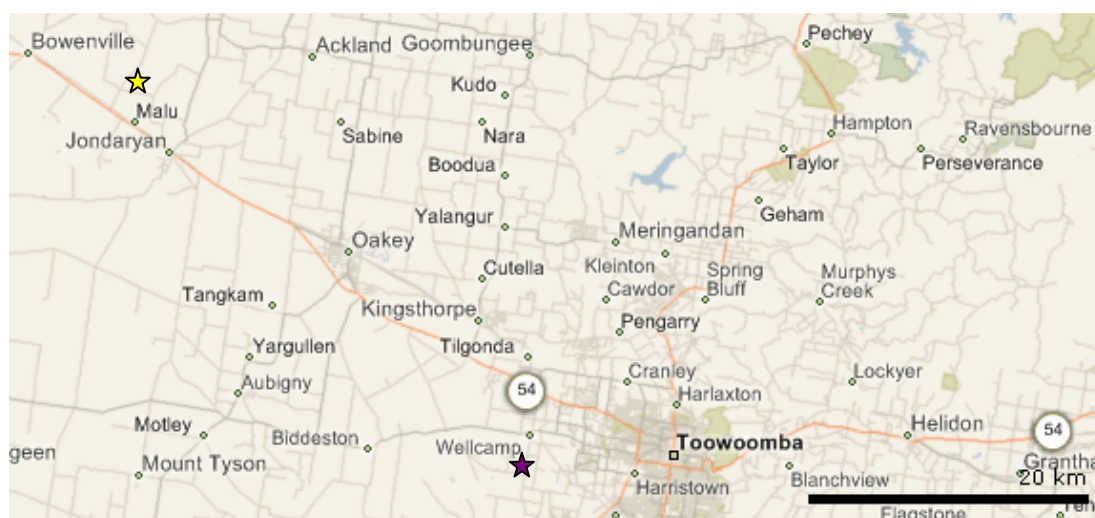 Pechey
Bowenville
Ackland
Goombungee
Kudo
Malu
Hampton
Jondaryan
Sabine
Nara
Ravensbourne
Boodua
Taylor
Perseverance
Yalangur
Geham
Oakey
Meringandan
Cutella
Kleinton
Spring
Bluff
Murphys
Creek
Tangkam
Cawdor
Kingsthorpe
Pengarry
Yargullen
Tilgonda
Aubigny
Cranley
Lockyer
54
Harlaxton
Motley
Biddeston
Wellcamp
Toowoomba
Helidon
54
geen
Mount Tyson
Harristown
Blanchview
Grantha
20 km
Flagstone